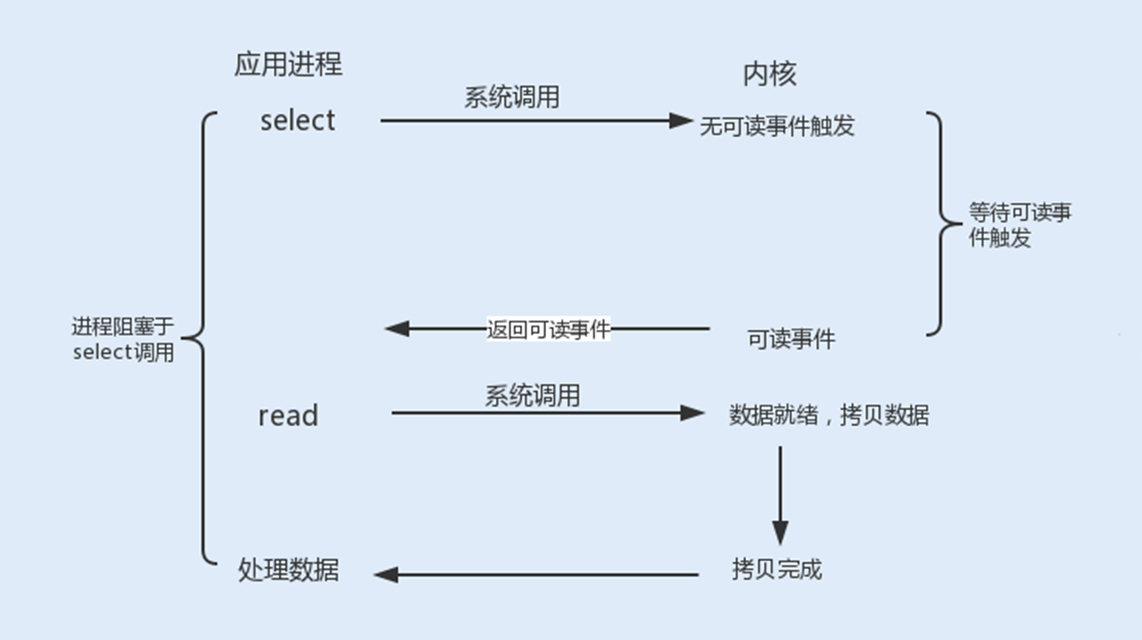 应用进程
内核
系统调用
select
无可读事件触发
等待可读事
件触发
进程阻塞于
select调用
返回可读事件
可读事件
系统调用
read
数据就绪，拷贝数据
处理数据
拷贝完成